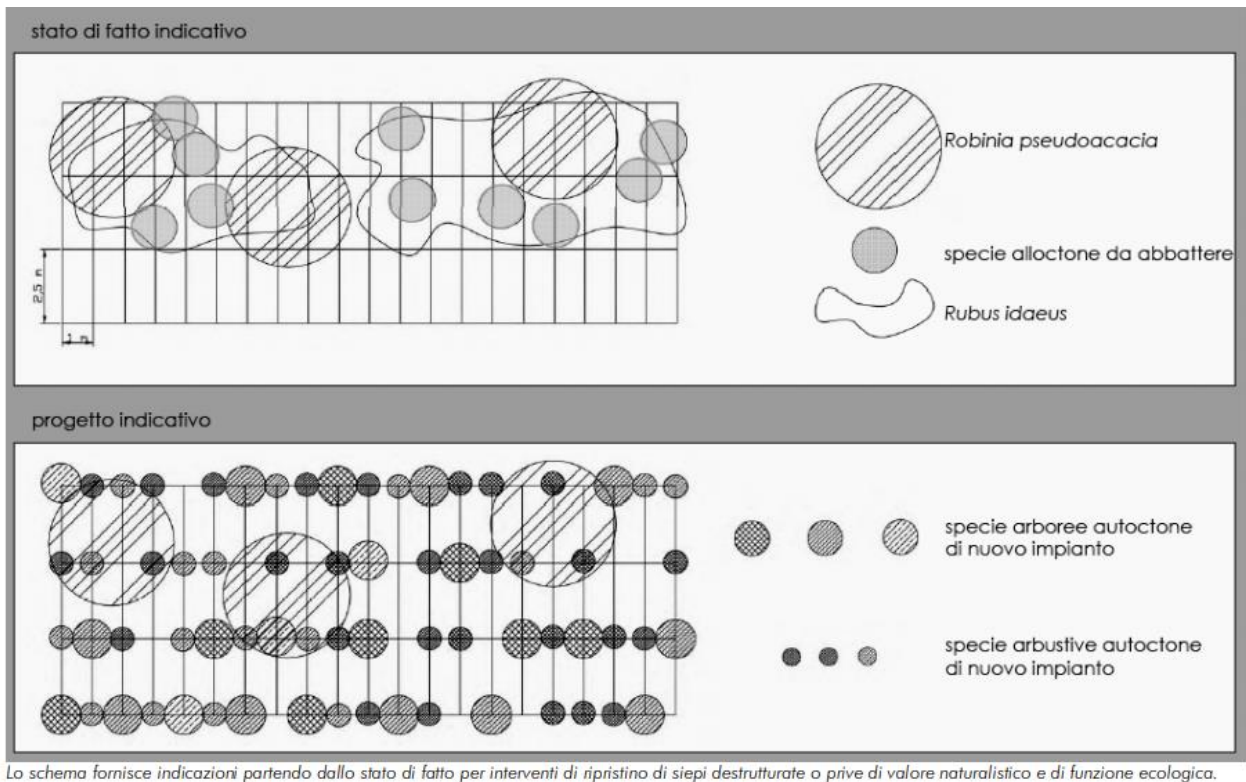 stato di fatto indicativo
Robinia pseudoacacia
specie alloctone da abbattere
Rubus idaeus
2,5 m
1 m
progetto indicativo
specie arboree autoctone
di nuovo impianto
specie arbustive autoctone
di nuovo impianto
Lo schema fornisce indicazioni partendo dallo stato di fatto per interventi di ripristino di siepi destrutturate o prive di valore naturalistico e di funzione ecologica.